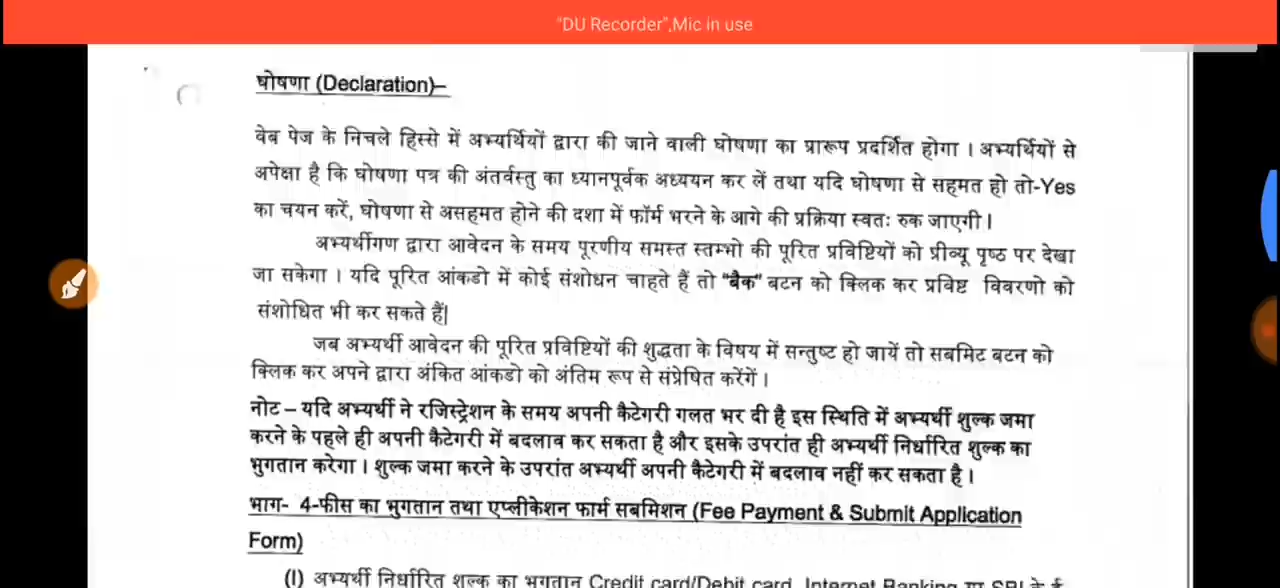 "DU Recorder",Mic in use
घोषणा (Declaration)–
वेब पेज के निचले हिस्से में अभ्यर्थियों द्वारा की जाने वाली घोषणा का प्रारूप प्रदर्शित होगा । अभ्यर्थियों से
अपेक्षा है कि घोषणा पत्र की अंतर्वस्तु का ध्यानपूर्वक अध्ययन कर लें तथा यदि घोषणा से सहमत हो तो-Yes
का चयन करें, घोषणा से असहमत होने की दशा में फॉर्म भरने के आगे की प्रक्रिया स्वतः रुक जाएगी ।
अभ्यर्थीगण द्वारा आवेदन के समय पूरणीय समस्त स्तम्भो की पूरित प्रविष्टियों को प्रीव्यू पृष्ठ पर देखा
जा सकेगा । यदि पूरित आंकडो में कोई संशोधन चाहते हैं तो "बैक" बटन को क्लिक कर प्रविष्ट विवरणो को
संशोधित भी कर सकते हैं|
जब अभ्यर्थी आवेदन की पूरित प्रविष्टियों की शुद्धता के विषय में सन्तुष्ट हो जायें तो सबमिट बटन को
क्लिक कर अपने द्वारा अंकित आंकडो को अंतिम रूप से संप्रेषित करेंगें ।
नोट – यदि अभ्यर्थी ने रजिस्ट्रेशन के समय अपनी कैटेगरी गलत भर दी है इस स्थिति में अभ्यर्थी शुल्क जमा
करने के पहले ही अपनी कैटेगरी में बदलाव कर सकता है और इसके उपरांत ही अभ्यर्थी निर्धारित शुल्क का
भुगतान करेगा । शुल्क जमा करने के उपरांत अभ्यर्थी अपनी कैटेगरी में बदलाव नहीं कर सकता है ।
भाग- 4-फीस का भुगतान तथा एप्लीकेशन फार्म सबमिशन (Fee Payment & Submit Application
Form)
(I) अभ्यर्थी निर्धारित शुल्क का भुगतान Credit card/Debit card, Internet Banking या SBI के ई